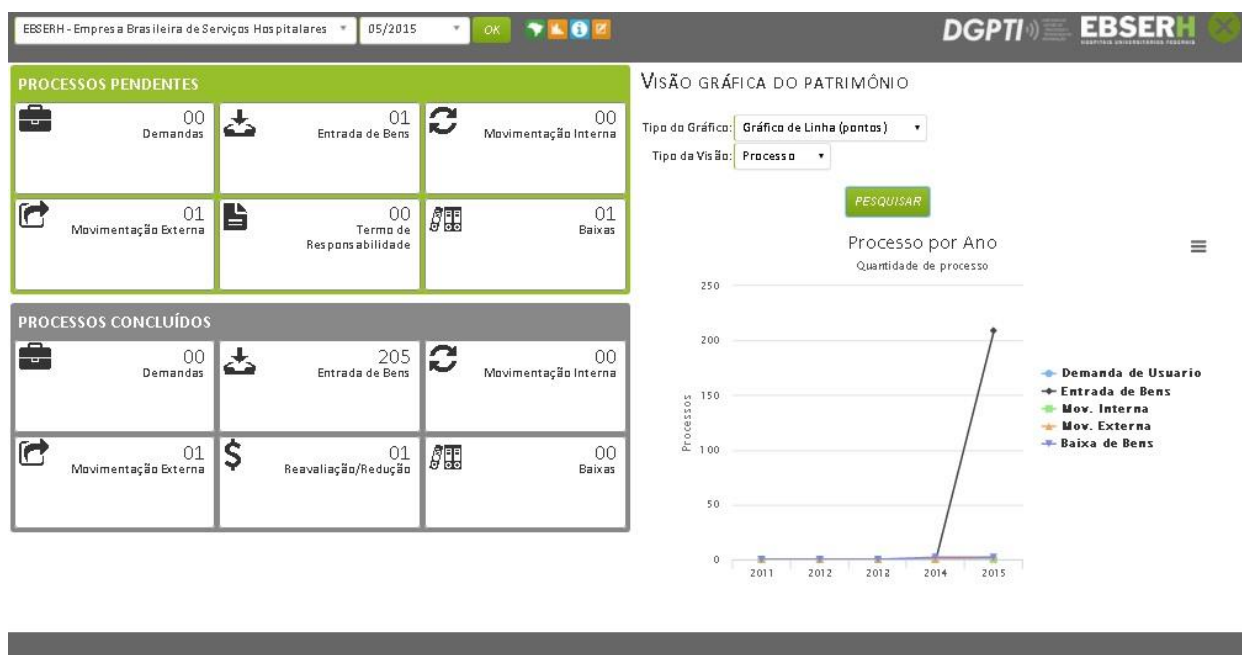 EBSERH - Empresa Brasileira de Serviços Hospitalares
05/2015
OK
DGPTI
EBSERH
HOSPITAIS UNIVERSITÁRIOS FEDERAIS
PROCESSOS PENDENTES
00
Demandas
01
Entrada de Bens
00
Movimentação Interna
01
Movimentação Externa
00
Termo de
Responsabilidade
01
Baixas
PROCESSOS CONCLUÍDOS
00
Demandas
205
Entrada de Bens
00
Movimentação Interna
01
Movimentação Externa
01
Reavaliação/Redução
00
Baixas
VISÃO GRÁFICA DO PATRIMÔNIO
Tipo do Gráfico: Gráfico de Linha (pontos)
Tipo da Visão: Processo
PESQUISAR
Processo por Ano
Quantidade de processo
Processos
250
200
150
100
50
0
2011 2012 2013 2014 2015
Demanda de Usuario
Entrada de Bens
Mov. Interna
Mov. Externa
Baixa de Bens